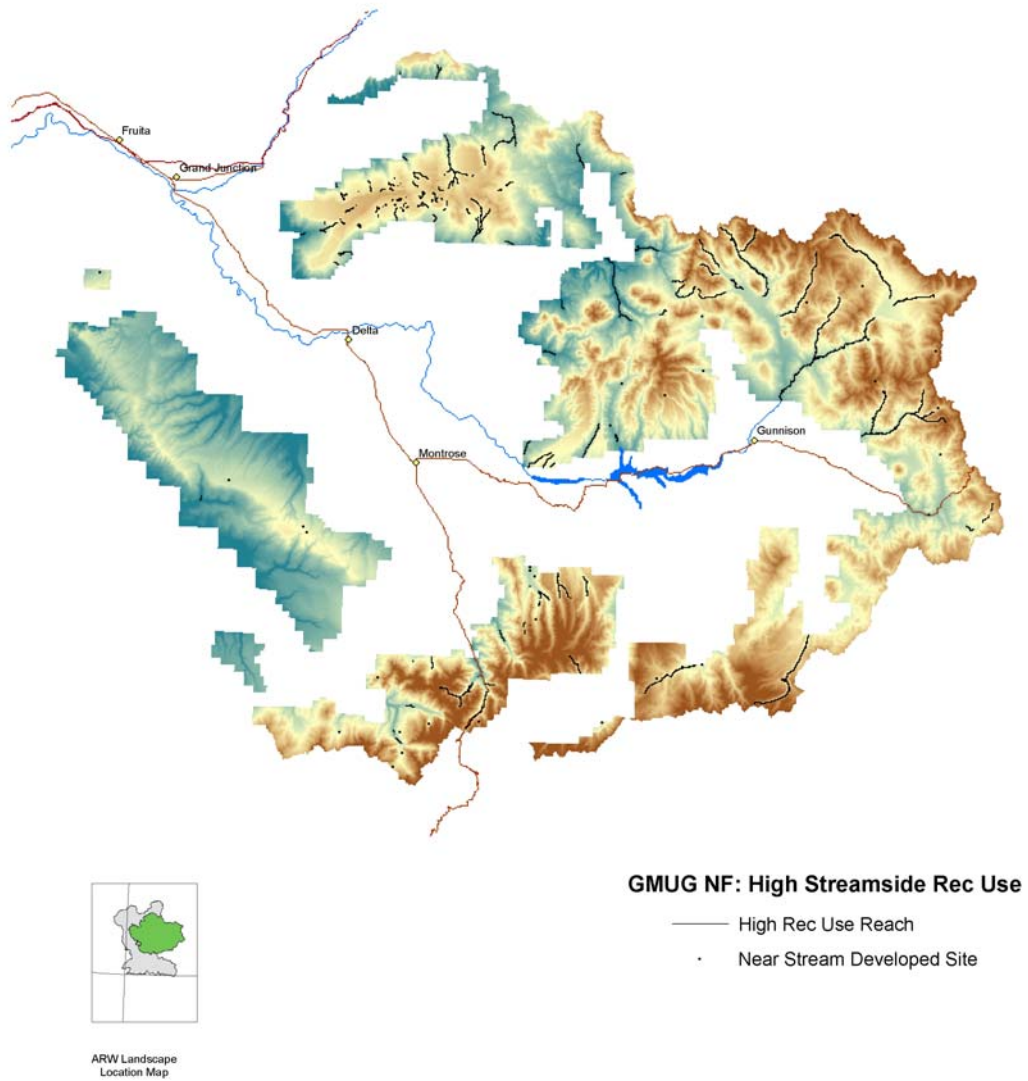 Fruita
Grand Junction
Delta
Montrose
Gunnison
GMUG NF: High Streamside Rec Use
High Rec Use Reach
Near Stream Developed Site
ARW Landscape
Location Map